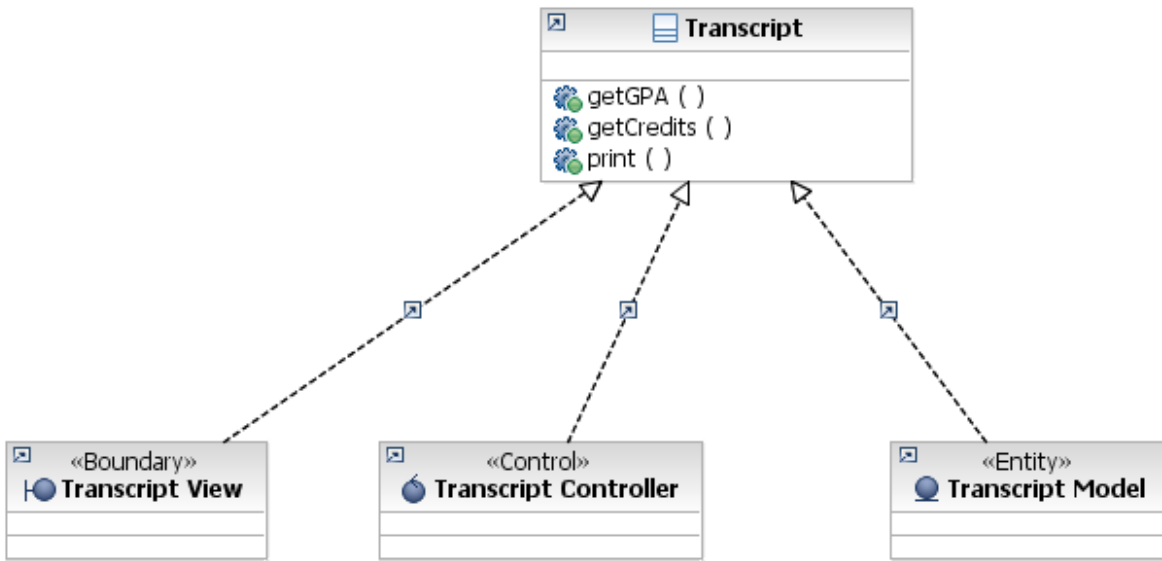 Transcript
getGPA ( )
getCredits ( )
print ( )
«Boundary»
Transcript View
«Control»
Transcript Controller
«Entity»
Transcript Model